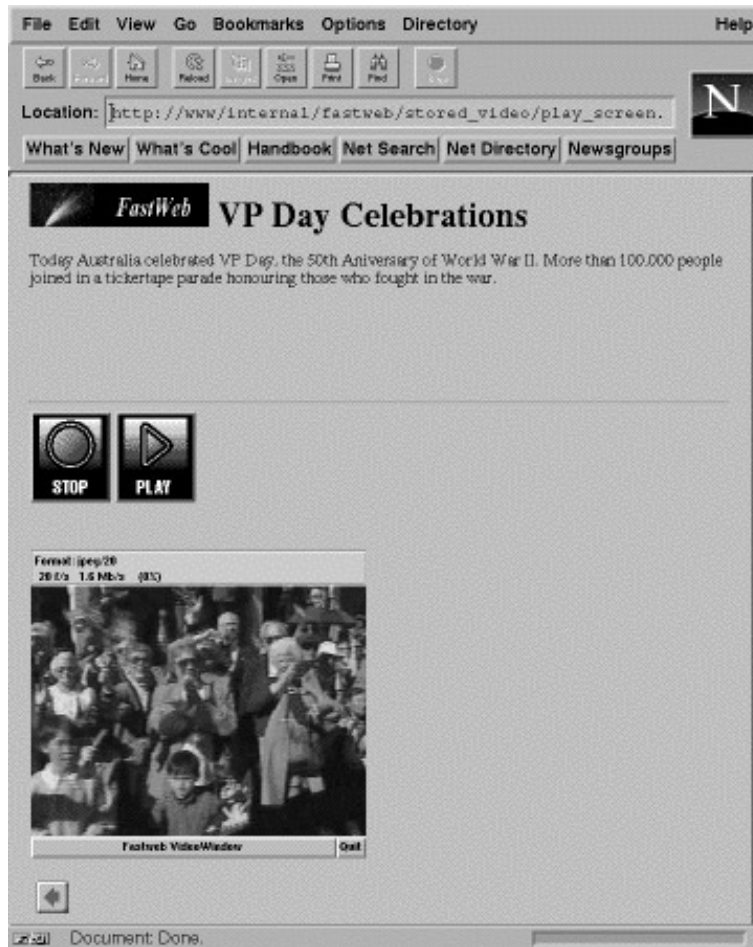 File Edit View Go Bookmarks Options Directory Help
Back Forward Home Reload Images Open Print Find Stop
Location: http://www/internal/fastweb/stored_video/play_screen.
N
What's New What's Cool Handbook Net Search Net Directory Newsgroups
FastWeb VP Day Celebrations
Today Australia celebrated VP Day, the 50th Aniversary of World War II. More than 100,000 people
joined in a tickertape parade honouring those who fought in the war.
STOP PLAY
Format: jpeg/20
20 f/s 1.6 Mb/s (0%)
Fastweb VideoWindow Quit
Document: Done.